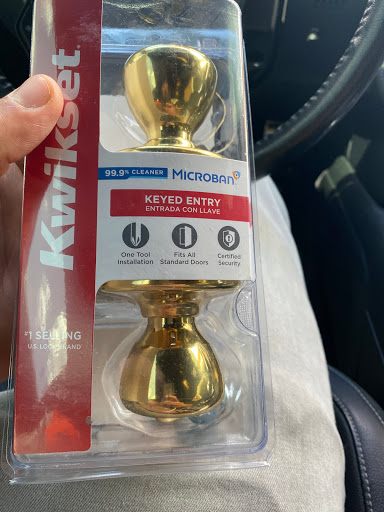 Kwikset
99.9% CLEANER MICROBAN
KEYED ENTRY
ENTRADA CON LLAVE
One Tool Installation
Fits All Standard Doors
Certified Security
#1 SELLING
U.S. LOCK BRAND